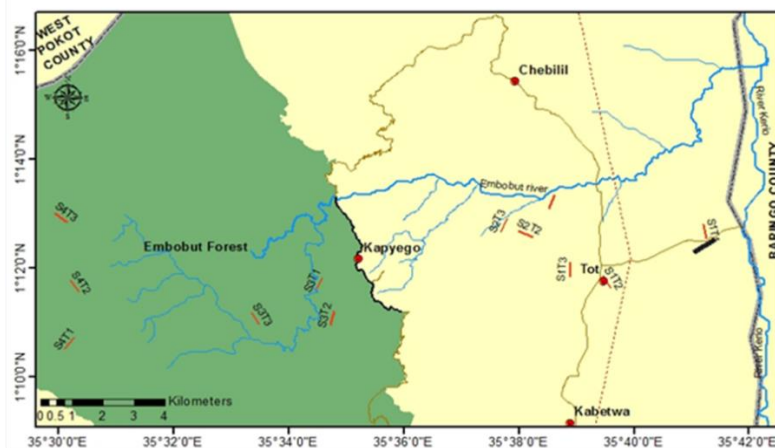 WEST
POKOT
COUNTY
Chebilil
River Kerio
Embobut river
BARINGO COUNTY
S4T3
S2T3
S2T2
S1T1
Embobut Forest
Kapyego
S4T2
S3T1
S1T3
Tot
S1T2
S3T3
S3T2
S4T1
River Kerio
Kilometers
0 0.5 1 2 3 4
Kabetwa
1°16'0"N
1°14'0"N
1°12'0"N
1°10'0"N
35°30'0"E 35°32'0"E 35°34'0"E 35°36'0"E 35°38'0"E 35°40'0"E 35°42'0"E